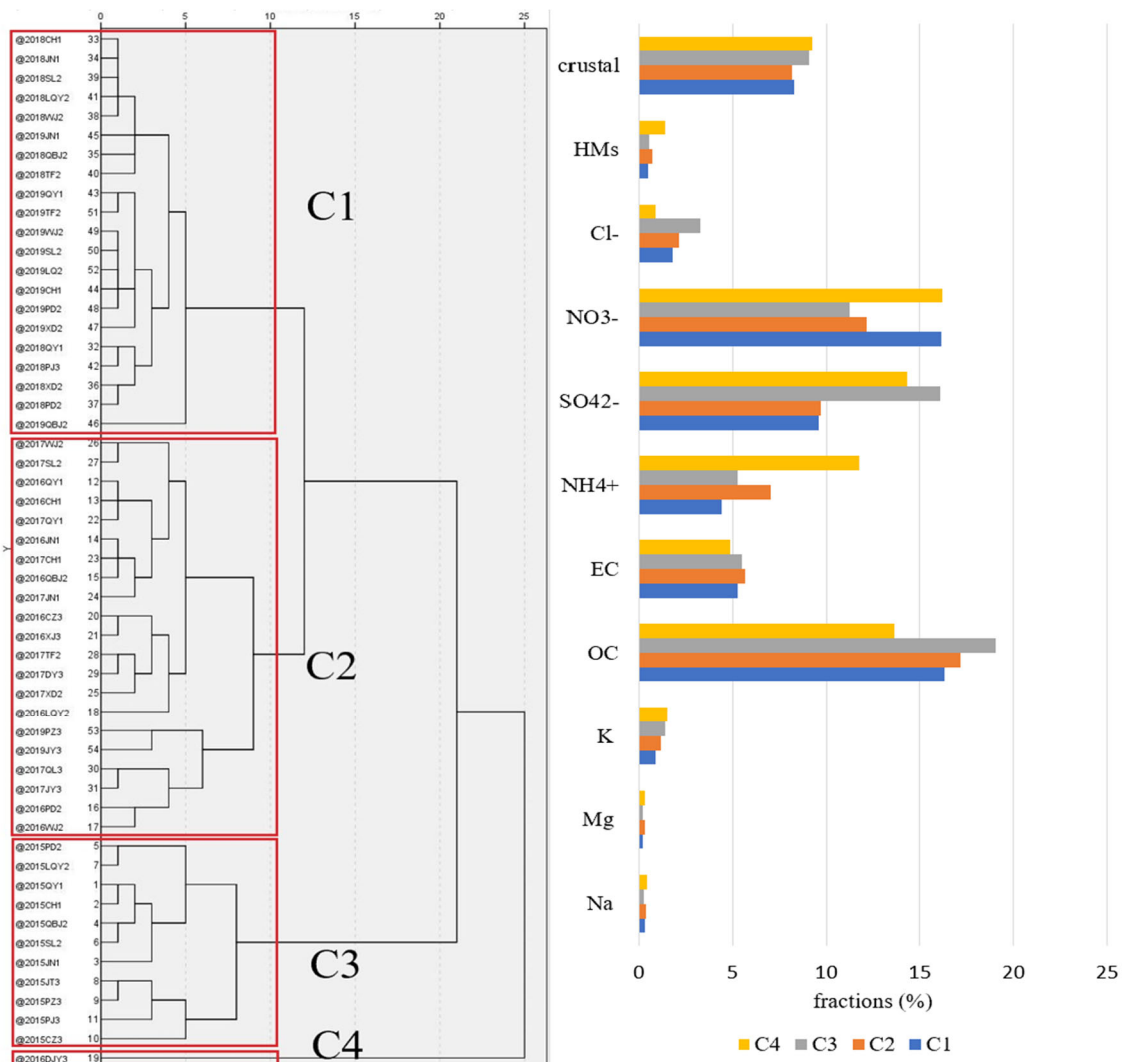 0 5 10 15 20 25
@2018CH1 33
@2018JN1 34
@2018SL2 39
@2018LQY2 41
@2018WJ2 38
@2019JN1 45
@2018QBJ2 35
@2018TF2 40
@2019QY1 43
@2019TF2 51
@2019WJ2 49
@2019SL2 50
@2019LQ2 52
@2019CH1 44
@2019PD2 48
@2019XD2 47
@2018QY1 32
@2018PJ3 42
@2018XD2 36
@2018PD2 37
@2019QBJ2 46
C1
@2017WJ2 26
@2017SL2 27
@2016QY1 12
@2016CH1 13
@2017QY1 22
@2016JN1 14
@2017CH1 23
@2016QBJ2 15
@2017JN1 24
@2016CZ3 20
@2016XJ3 21
@2017TF2 28
@2017DY3 29
@2017XD2 25
@2016LQY2 18
@2019PZ3 53
@2019JY3 54
@2017QL3 30
@2017JY3 31
@2016PD2 16
@2016WJ2 17
C2
Y
@2015PD2 5
@2015LQY2 7
@2015QY1 1
@2015CH1 2
@2015QBJ2 4
@2015SL2 6
@2015JN1 3
@2015JT3 8
@2015PZ3 9
@2015PJ3 11
@2015CZ3 10
C3
@2016DJY3 19
C4
crustal
HMs
Cl-
NO3-
SO42-
NH4+
EC
OC
K
Mg
Na
0 5 10 15 20 25
fractions (%)
C4 C3 C2 C1